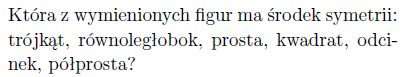 Która z wymienionych figur ma środek symetrii:
trójkąt, równoległobok, prosta, kwadrat, odci-
nek, półprosta?